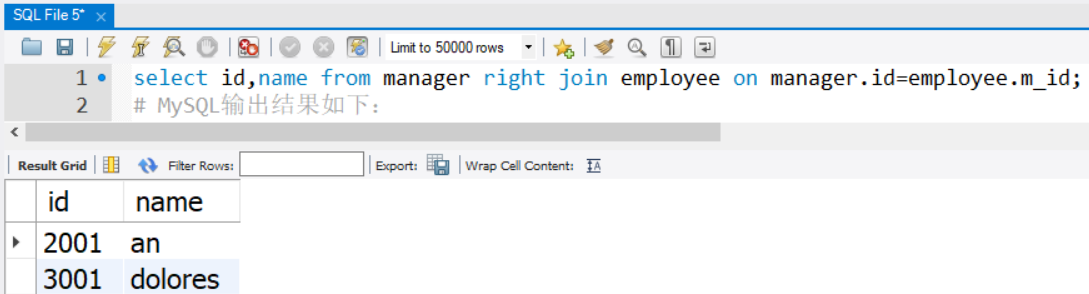 SQL File 5*
Limit to 50000 rows
1 select id,name from manager right join employee on manager.id=employee.m_id;
2 # MySQL输出结果如下：
Result Grid Filter Rows: Export: Wrap Cell Content: IA
id name
2001 an
3001 dolores